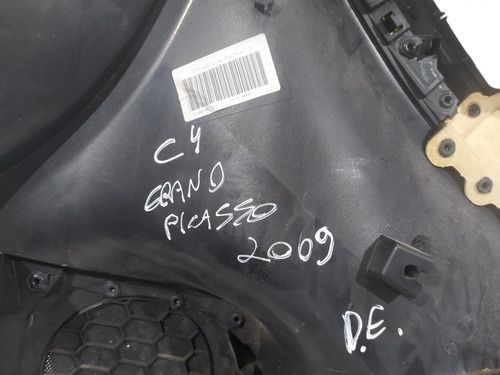 C4
GRAND
PICASSO
2009
D.E.